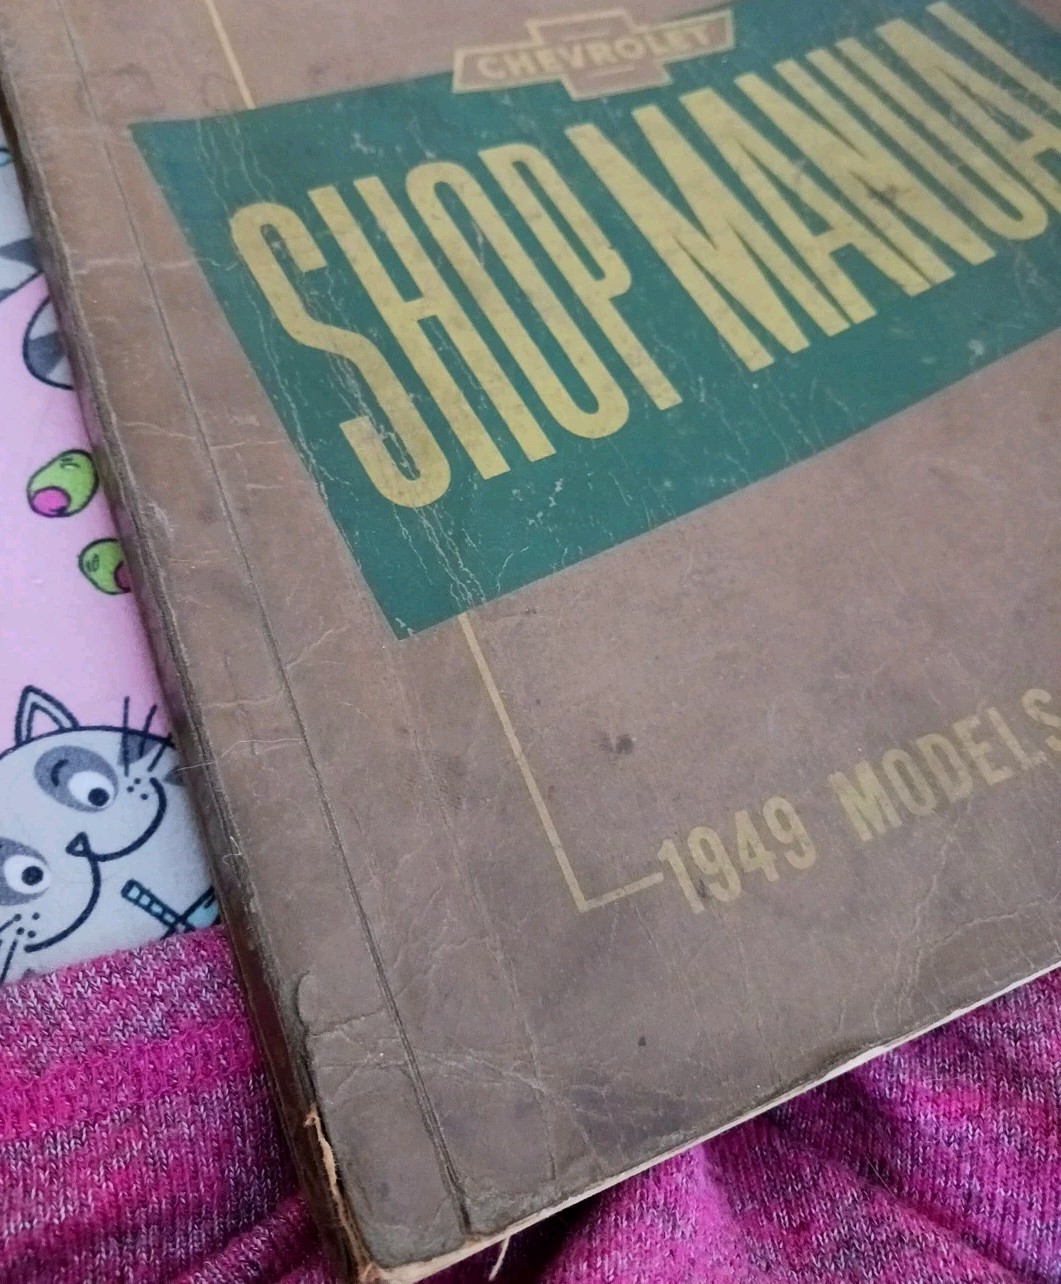 CHEVROLET
SHOP MANUAL
1949 MODELS